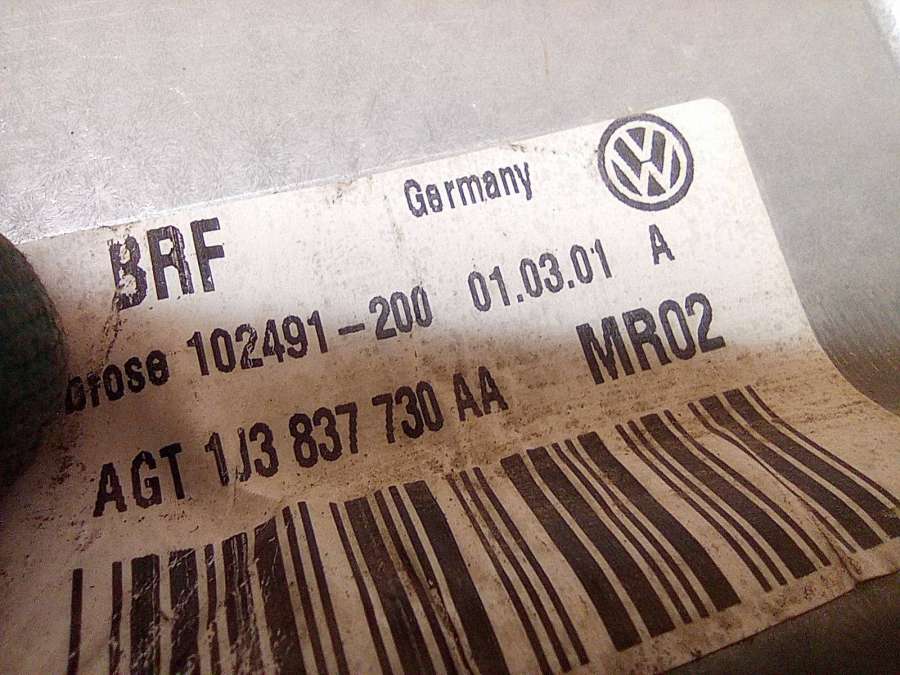 Germany
BRF
brose 102491-200 01.03.01 A
AGT 1J3 837 730 AA MR02